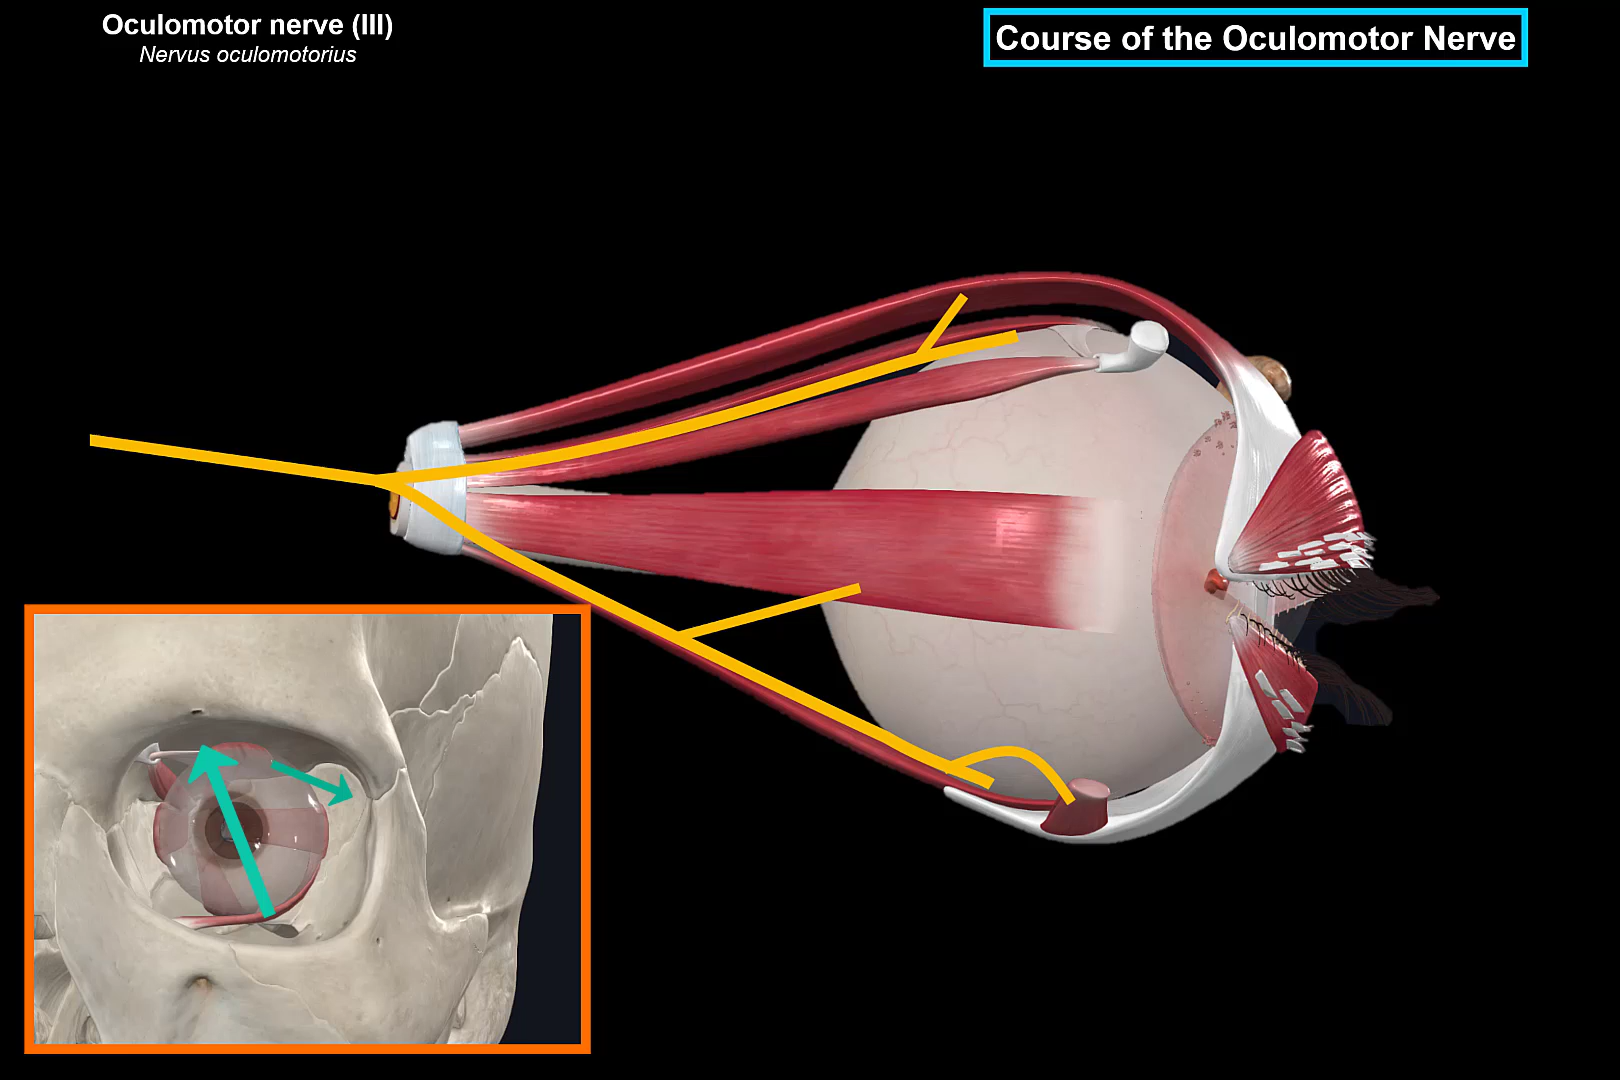 Oculomotor nerve (III)
Nervus oculomotorius
Course of the Oculomotor Nerve